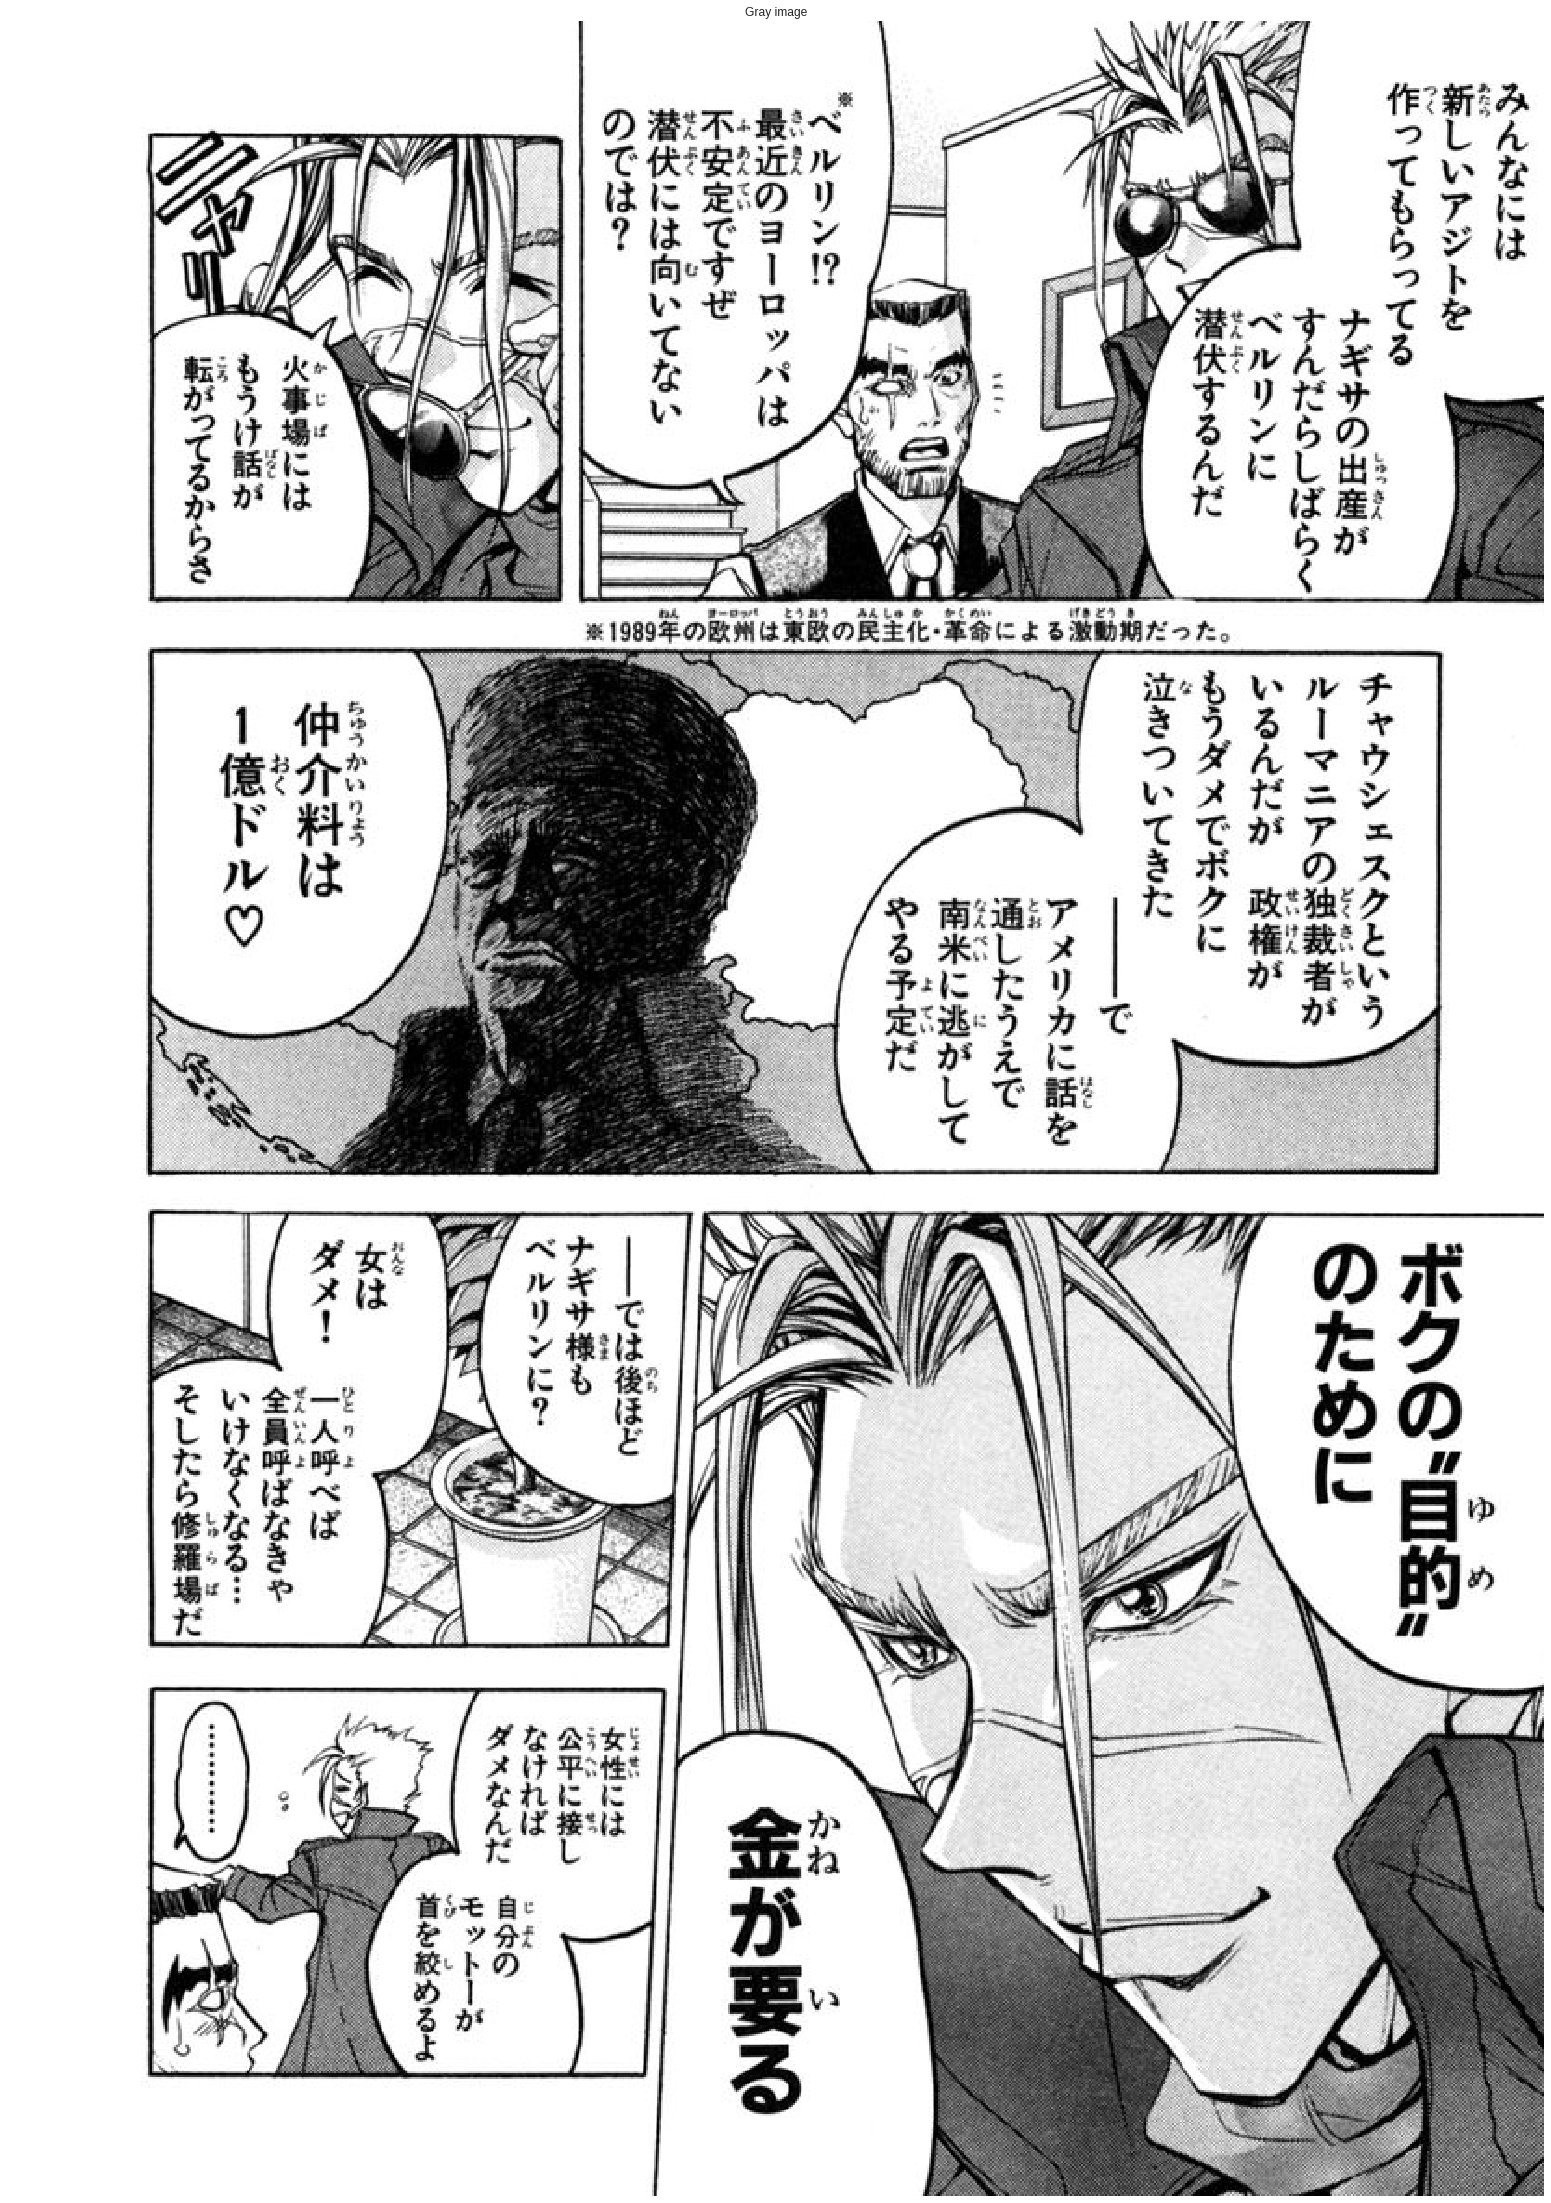 Gray image
みんなには
新しいアジトを
作ってもらってる
ナギサの出産が
すんだらしばらく
ベルリンに
潜伏するんだ
※
ベルリン!?
最近のヨーロッパは
不安定ですぜ
潜伏には向いてない
のでは?
ニャ
火事場には
もうけ話が
転がってるからさ
※1989年の欧州は東欧の民主化・革命による激動期だった。
チャウシェスクという
ルーマニアの独裁者が
いるんだが 政権が
もうダメでボクに
泣きついてきた
――で
アメリカに話を
通したうえで
南米に逃がして
やる予定だ
仲介料は
1億ドル♡
ボクの〝目的〟
のために
金が要る
―では後ほど
ナギサ様も
ベルリンに?
女は
ダメ!
一人呼べば
全員呼ばなきゃ
いけなくなる…
そしたら修羅場だ
女性には
公平に接し
なければ
ダメなんだ
自分の
モットーが
首を絞めるよ
…………